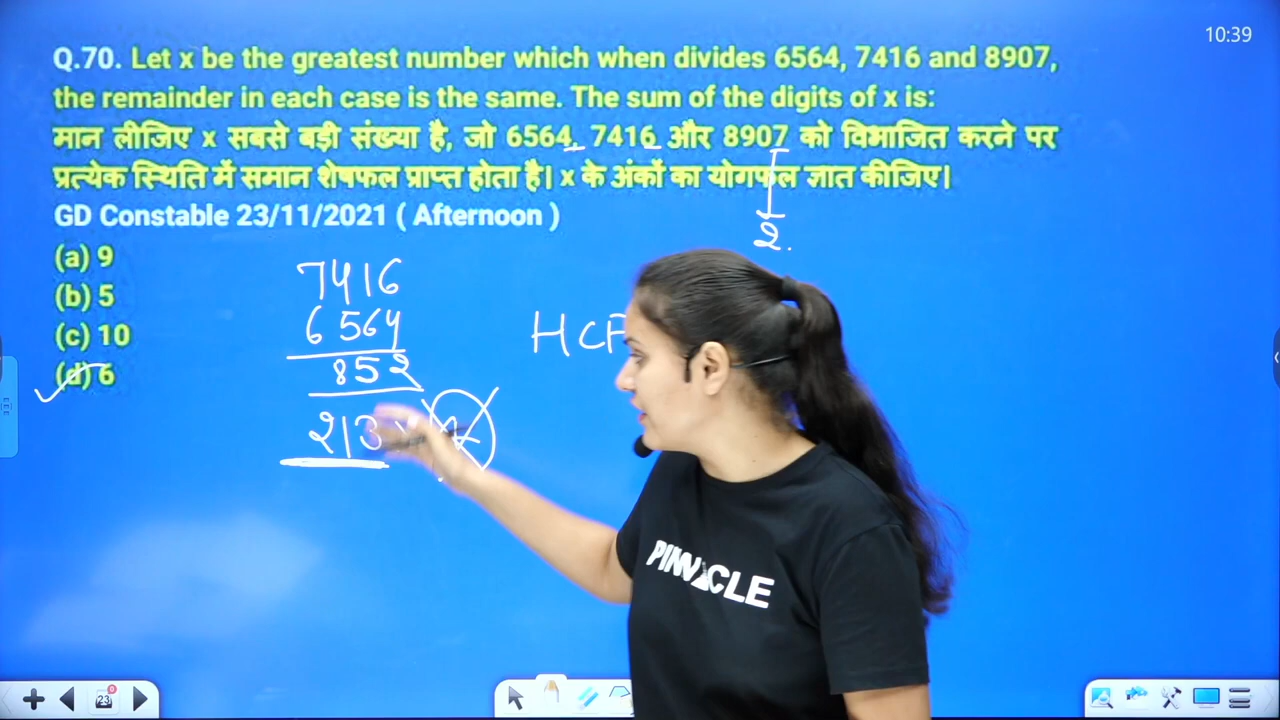 10:39
Q.70. Let x be the greatest number which when divides 6564, 7416 and 8907,
the remainder in each case is the same. The sum of the digits of x is:
मान लीजिए x सबसे बड़ी संख्या है, जो 6564, 7416 और 8907 को विभाजित करने पर
प्रत्येक स्थिति में समान शेषफल प्राप्त होता है। x के अंकों का योगफल ज्ञात कीजिए।
GD Constable 23/11/2021 ( Afternoon )
(a) 9
(b) 5
(c) 10
(d) 6
2.
7416
6564
852
213
HCF
PINNACLE
23